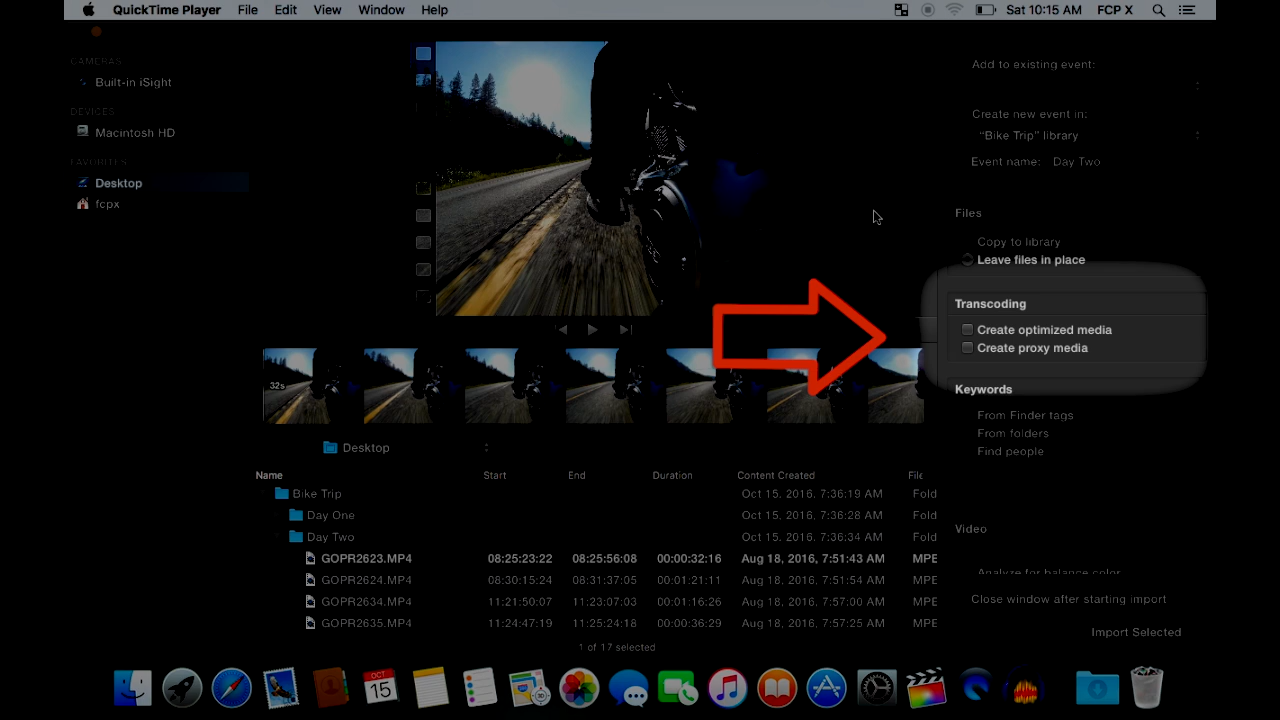 QuickTime Player File Edit View Window Help Sat 10:15 AM FCP X
CAMERAS
Built-in iSight
DEVICES
Macintosh HD
FAVORITES
Desktop
fcpx
Add to existing event:
Create new event in:
“Bike Trip” library
Event name: Day Two
Files
Copy to library
Leave files in place
Transcoding
Create optimized media
Create proxy media
Keywords
From Finder tags
From folders
Find people
Video
Analyze for balance color
Close window after starting import
Import Selected
32s
Desktop
Name Start End Duration Content Created File
Bike Trip Oct 15, 2016, 7:36:19 AM Fold
Day One Oct 15, 2016, 7:36:28 AM Fold
Day Two Oct 15, 2016, 7:36:34 AM Fold
GOPR2623.MP4 08:25:23:22 08:25:56:08 00:00:32:16 Aug 18, 2016, 7:51:43 AM MPE
GOPR2624.MP4 08:30:15:24 08:31:37:05 00:01:21:11 Aug 18, 2016, 7:51:54 AM MPE
GOPR2634.MP4 11:21:50:07 11:23:07:03 00:01:16:26 Aug 18, 2016, 7:57:00 AM MPE
GOPR2635.MP4 11:24:47:19 11:25:24:18 00:00:36:29 Aug 18, 2016, 7:57:25 AM MPE
1 of 17 selected
OCT
15